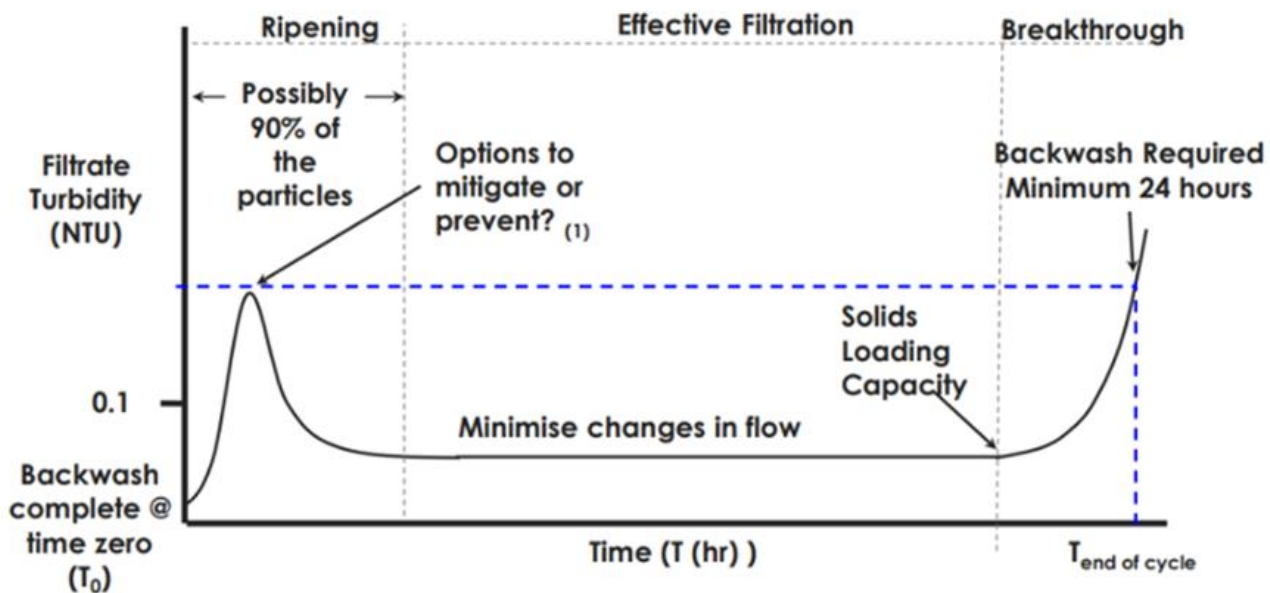 Ripening
Effective Filtration
Breakthrough
Possibly
90% of
the
particles
Filtrate
Turbidity
(NTU)
Options to
mitigate or
prevent? (1)
Backwash Required
Minimum 24 hours
Solids
Loading
Capacity
0.1
Minimise changes in flow
Backwash
complete @
time zero
(T0)
Time (T (hr) )
Tend of cycle